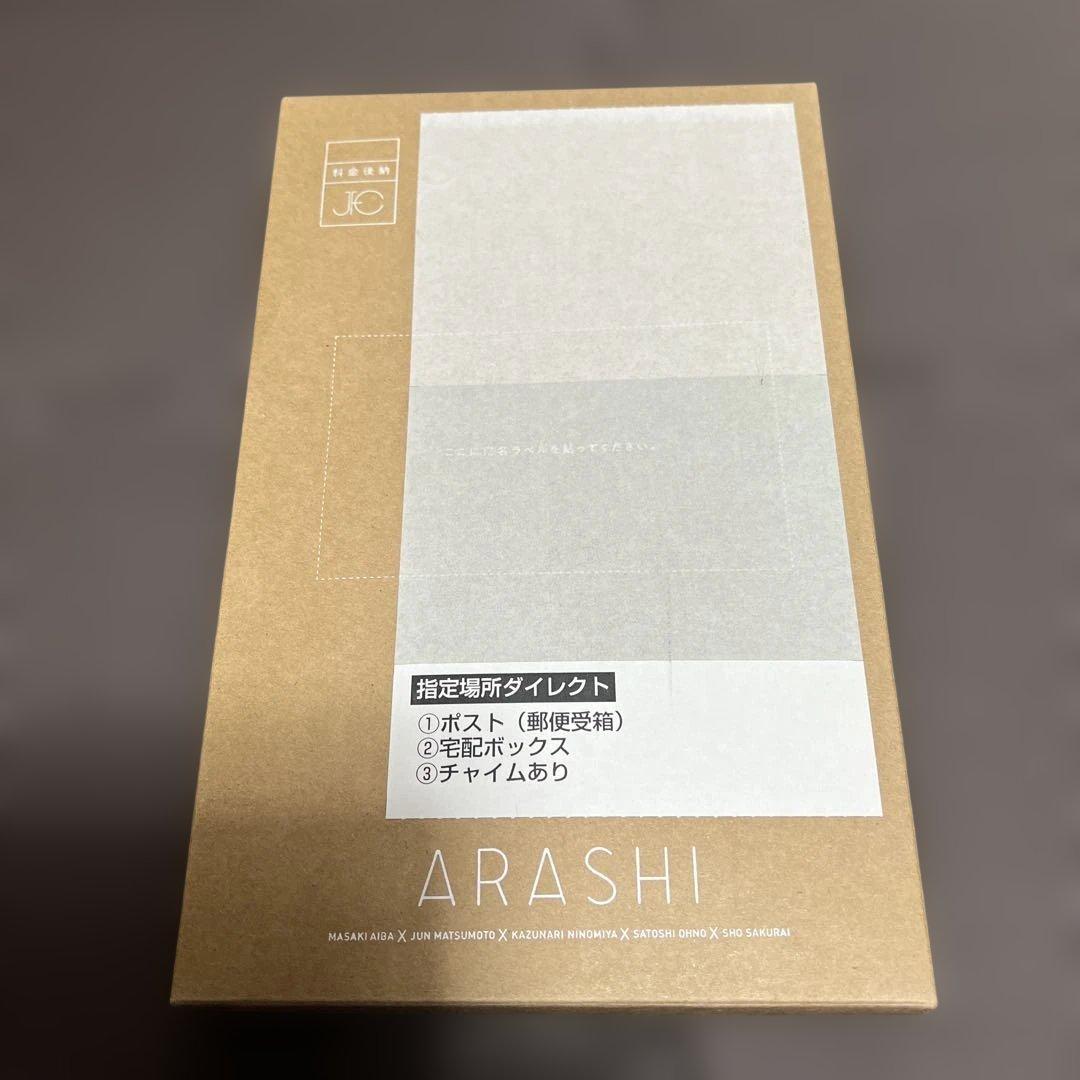 料金後納
JFC
ここに宛名ラベルを貼ってください。
指定場所ダイレクト
①ポスト（郵便受箱）
②宅配ボックス
③チャイムあり
ARASHI
MASAKI AIBA X JUN MATSUMOTO X KAZUNARI NINOMIYA X SATOSHI OHNO X SHO SAKURAI